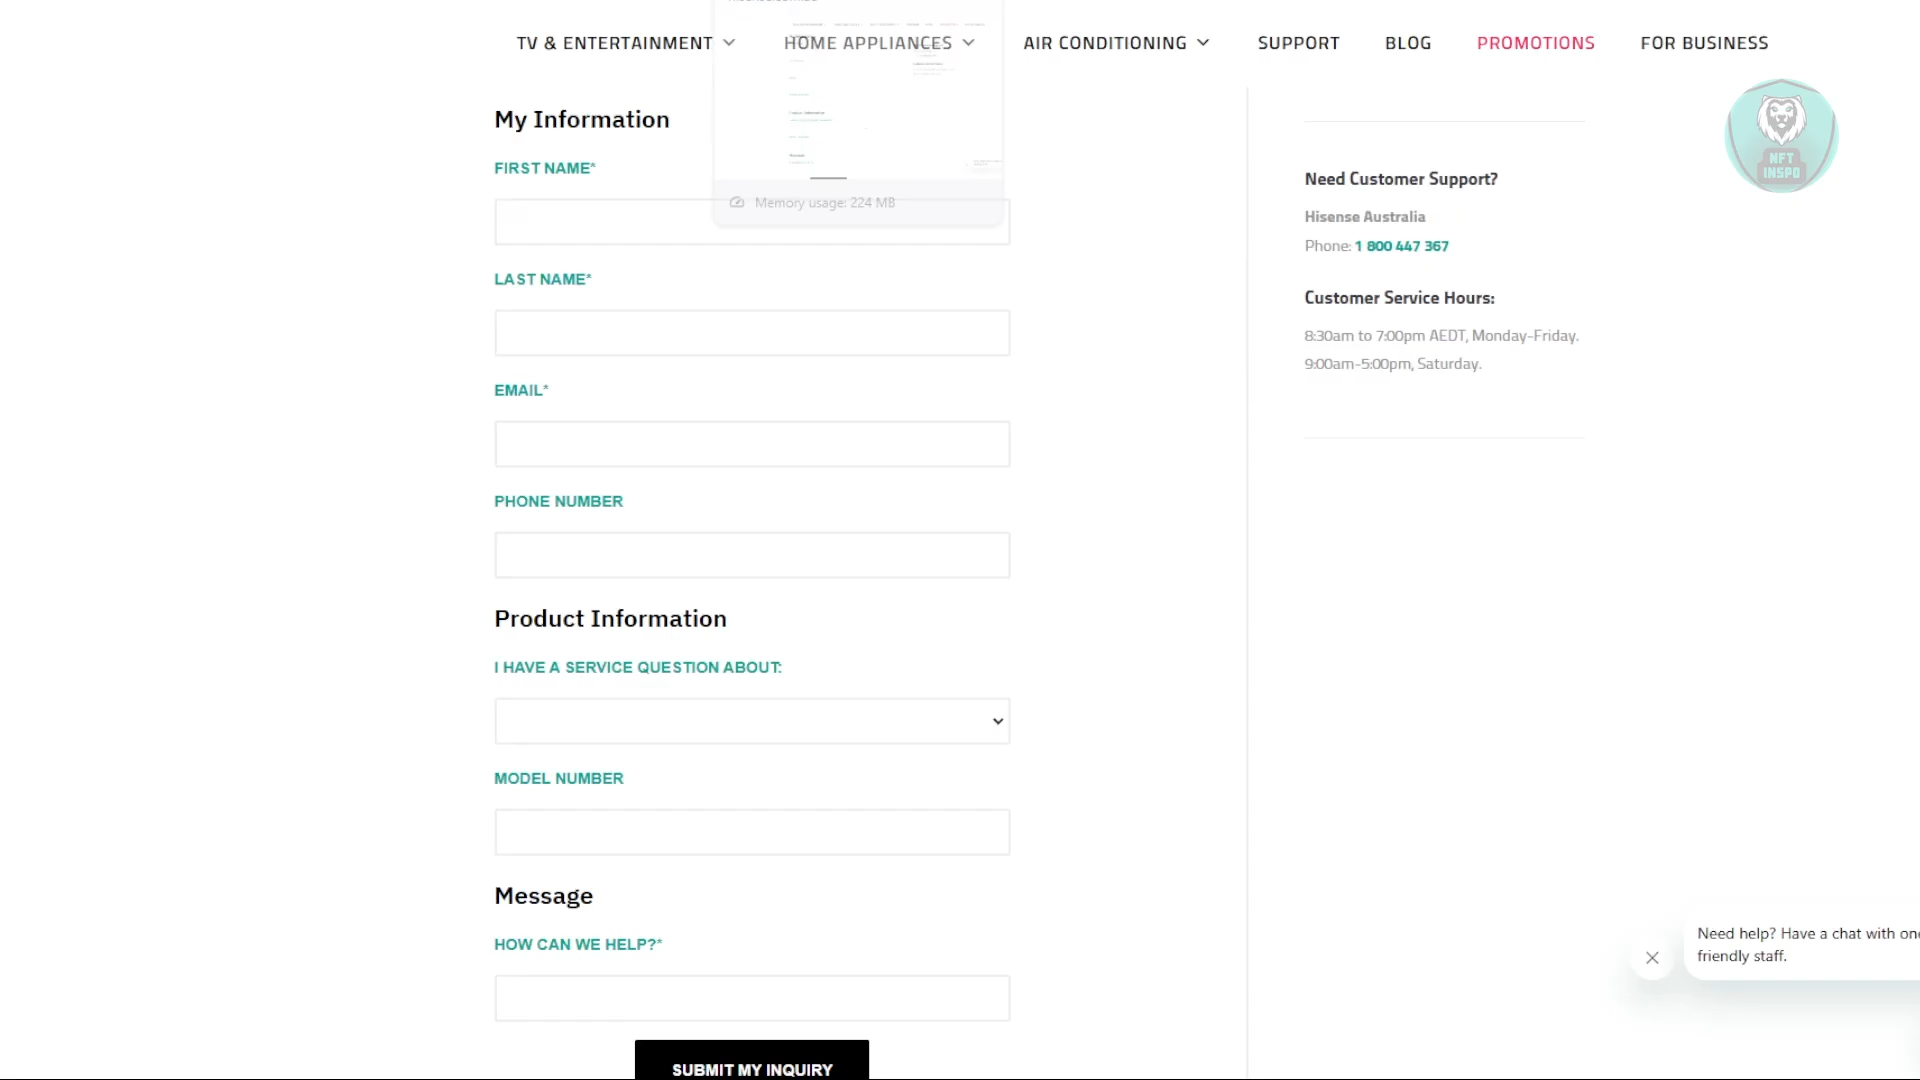 TV & ENTERTAINMENT
HOME APPLIANCES
AIR CONDITIONING
SUPPORT
BLOG
PROMOTIONS
FOR BUSINESS
My Information
FIRST NAME*
Memory usage: 224 MB
LAST NAME*
EMAIL*
PHONE NUMBER
Product Information
I HAVE A SERVICE QUESTION ABOUT:
MODEL NUMBER
Message
HOW CAN WE HELP?*
SUBMIT MY INQUIRY
Need Customer Support?
Hisense Australia
Phone: 1 800 447 367
Customer Service Hours:
8:30am to 7:00pm AEDT, Monday-Friday.
9:00am-5:00pm, Saturday.
NFT
INSPO
Need help? Have a chat with one
friendly staff.